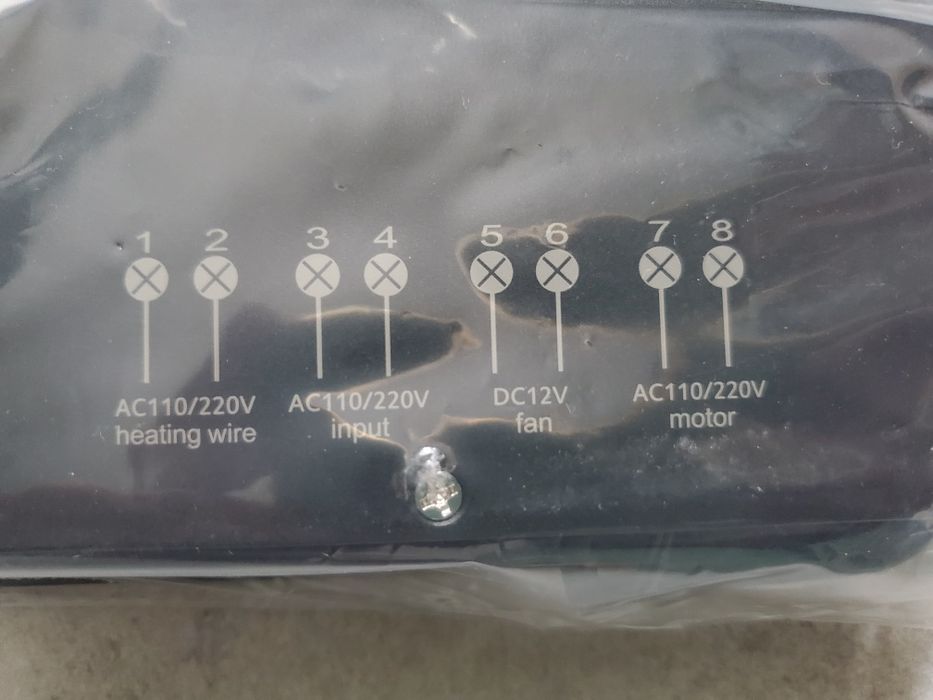 1 2 3 4 5 6 7 8
AC110/220V AC110/220V DC12V AC110/220V
heating wire input fan motor